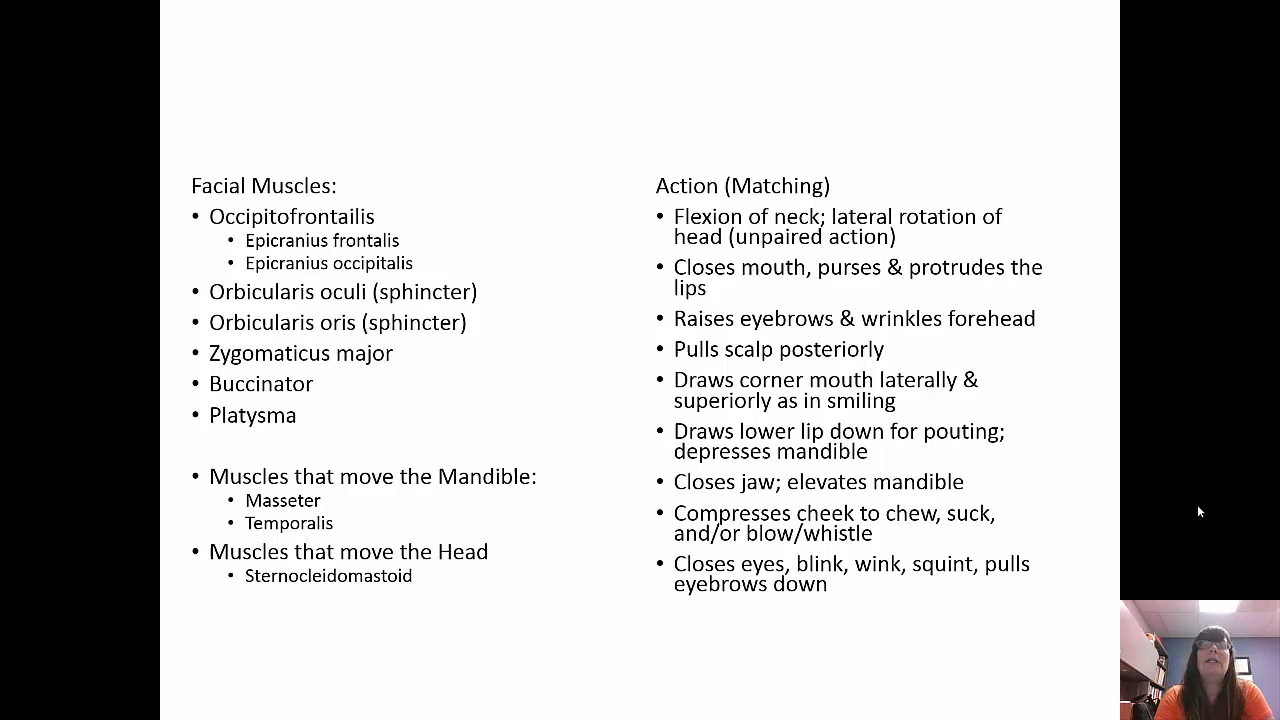 Facial Muscles:
• Occipitofrontailis
• Epicranius frontalis
• Epicranius occipitalis
• Orbicularis oculi (sphincter)
• Orbicularis oris (sphincter)
• Zygomaticus major
• Buccinator
• Platysma
• Muscles that move the Mandible:
• Masseter
• Temporalis
• Muscles that move the Head
• Sternocleidomastoid
Action (Matching)
• Flexion of neck; lateral rotation of
head (unpaired action)
• Closes mouth, purses & protrudes the
lips
• Raises eyebrows & wrinkles forehead
• Pulls scalp posteriorly
• Draws corner mouth laterally &
superiorly as in smiling
• Draws lower lip down for pouting;
depresses mandible
• Closes jaw; elevates mandible
• Compresses cheek to chew, suck,
and/or blow/whistle
• Closes eyes, blink, wink, squint, pulls
eyebrows down